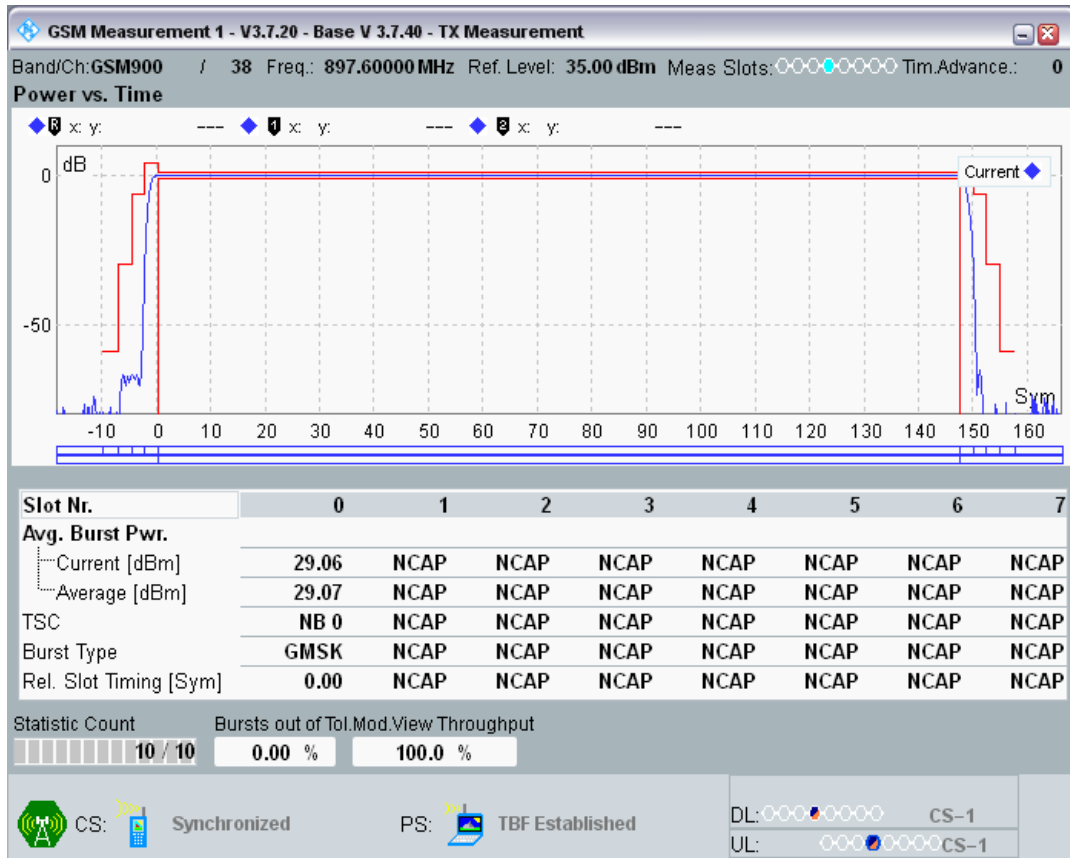 GSM Measurement 1 - V3.7.20 - Base V 3.7.40 - TX Measurement
Band/Ch:GSM900 / 38 Freq.: 897.60000 MHz Ref. Level: 35.00 dBm Meas Slots: Tim.Advance.: 0
Power vs. Time
R x: y: --- 1 x: y: --- 2 x: y: ---
dB
Current
0
-50
Sym
-10 0 10 20 30 40 50 60 70 80 90 100 110 120 130 140 150 160
Slot Nr. 0 1 2 3 4 5 6 7
Avg. Burst Pwr.
Current [dBm] 29.06 NCAP NCAP NCAP NCAP NCAP NCAP NCAP
Average [dBm] 29.07 NCAP NCAP NCAP NCAP NCAP NCAP NCAP
TSC NB 0 NCAP NCAP NCAP NCAP NCAP NCAP NCAP
Burst Type GMSK NCAP NCAP NCAP NCAP NCAP NCAP NCAP
Rel. Slot Timing [Sym] 0.00 NCAP NCAP NCAP NCAP NCAP NCAP NCAP
Statistic Count Bursts out of Tol.Mod.View Throughput
10 / 10 0.00 % 100.0 %
CS: Synchronized PS: TBF Established
DL: CS-1
UL: CS-1